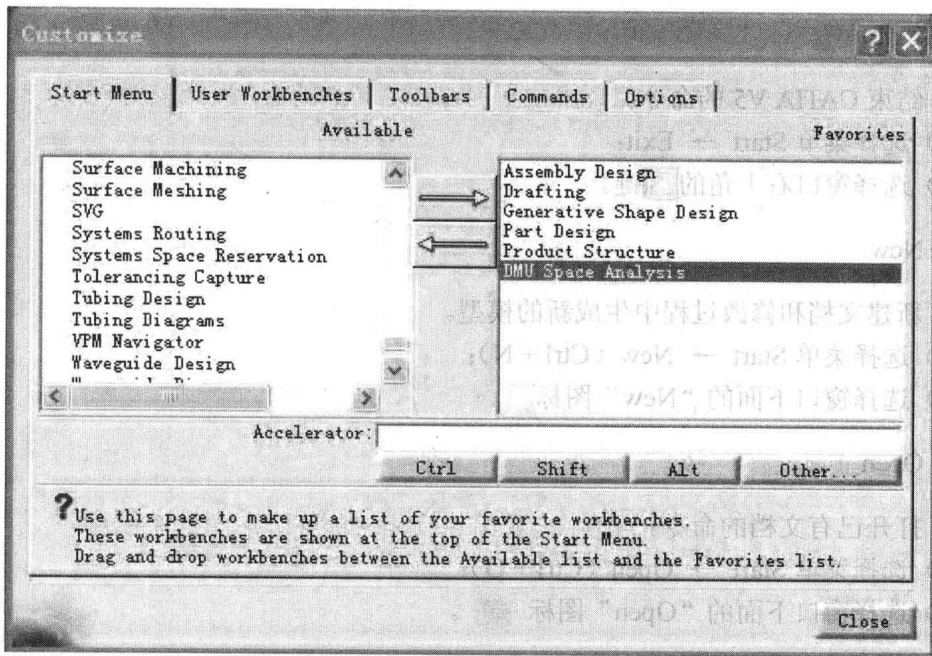 Customize
? X
Start Menu User Workbenches Toolbars Commands Options
Available
Favorites
Surface Machining
Surface Meshing
SVG
Systems Routing
Systems Space Reservation
Tolerancing Capture
Tubing Design
Tubing Diagrams
VPM Navigator
Waveguide Design
Assembly Design
Drafting
Generative Shape Design
Part Design
Product Structure
DMU Space Analysis
Accelerator:
Ctrl Shift Alt Other...
?Use this page to make up a list of your favorite workbenches.
These workbenches are shown at the top of the Start Menu.
Drag and drop workbenches between the Available list and the Favorites list.
Close